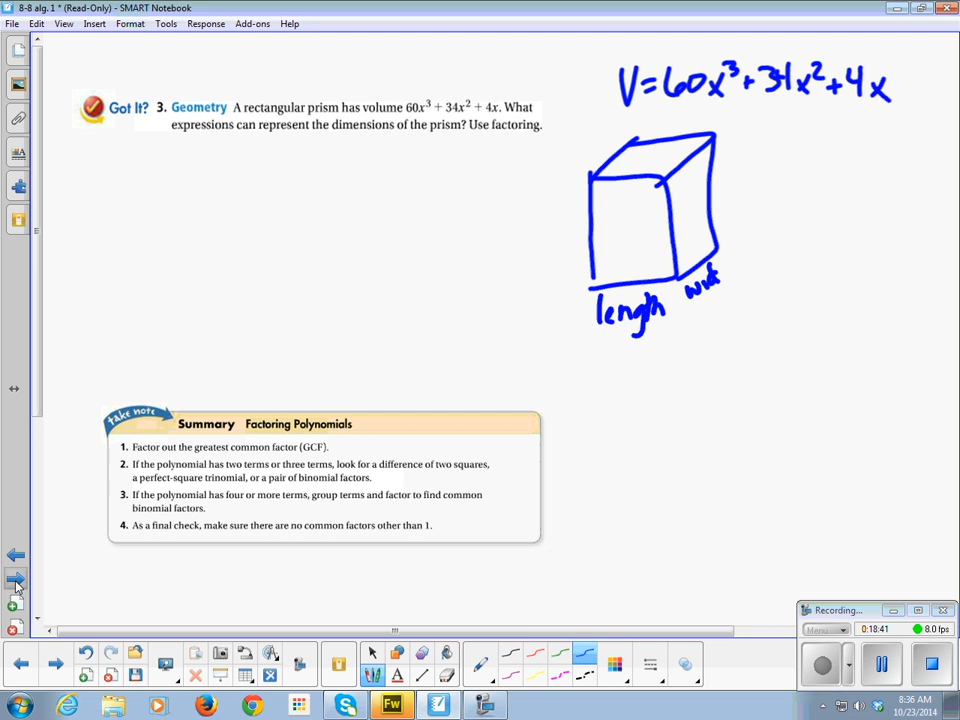 8-8 alg.1 * (Read-Only) - SMART Notebook
File Edit View Insert Format Tools Response Add-ons Help
V=60x³+34x²+4x
Got It? 3. Geometry A rectangular prism has volume 60x³ + 34x² + 4x. What
expressions can represent the dimensions of the prism? Use factoring.
length
take note
Summary Factoring Polynomials
1. Factor out the greatest common factor (GCF).
2. If the polynomial has two terms or three terms, look for a difference of two squares,
a perfect-square trinomial, or a pair of binomial factors.
3. If the polynomial has four or more terms, group terms and factor to find common
binomial factors.
4. As a final check, make sure there are no common factors other than 1.
Recording...
Menu 0:18:41 8.0 fps
A
Fw
8:36 AM
10/23/2014